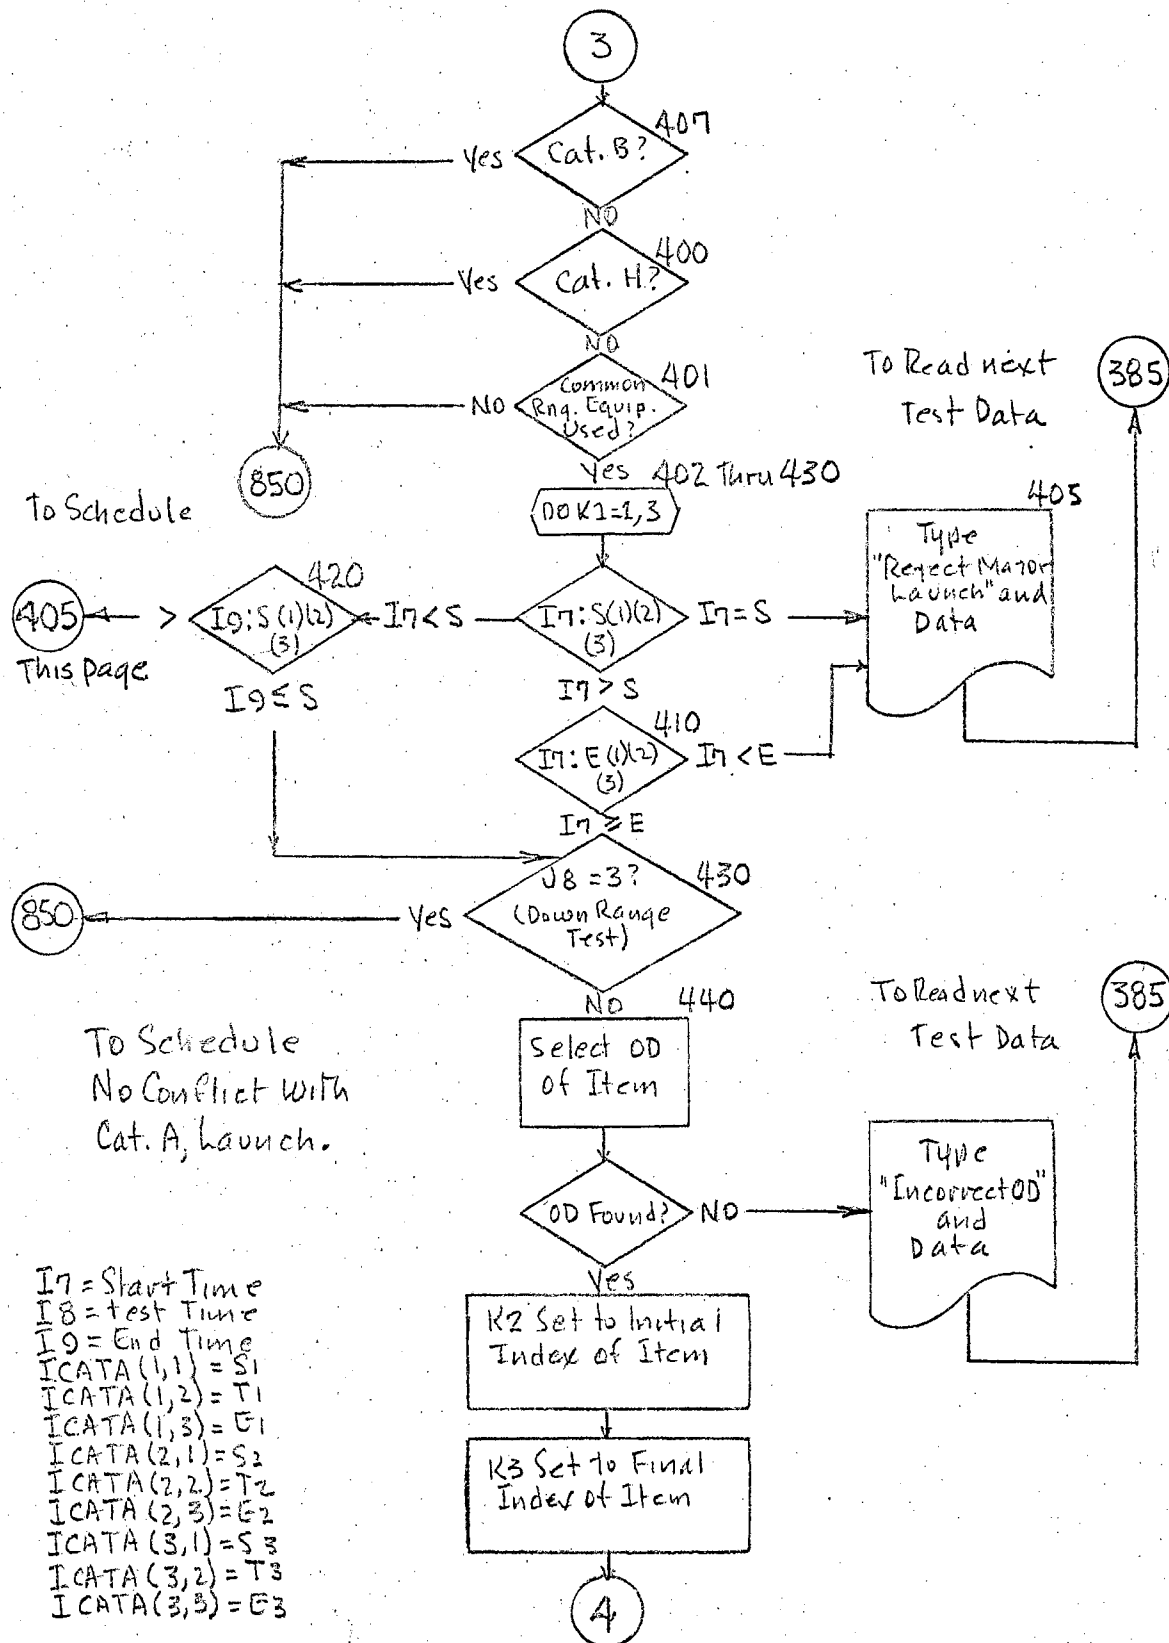 3
407
Cat. B?
Yes
NO
400
Cat. H?
Yes
NO
401
Common
Rng. Equip.
Used?
NO
Yes
402 Thru 430
850
To Schedule
DO K1=1,3
To Read next
Test Data
385
405
Type
"Reject Major
Launch" and
Data
I7:S(1)(2)
(3)
I7=S
I7<S
420
I9:S(1)(2)
(3)
>
405
This page
I9≤S
I7>S
410
I7:E(1)(2)
(3)
I7<E
I7≥E
430
J8=3?
(Down Range
Test)
Yes
850
NO
440
To Schedule
No Conflict With
Cat. A, Launch.
Select OD
of Item
To Read next
Test Data
385
OD Found?
NO
Type
"Incorrect OD"
and
Data
Yes
K2 Set to Initial
Index of Item
K3 Set to Final
Index of Item
4
I7=Start Time
I8=test Time
I9=End Time
ICATA(1,1)=S1
ICATA(1,2)=T1
ICATA(1,3)=E1
ICATA(2,1)=S2
ICATA(2,2)=T2
ICATA(2,3)=E2
ICATA(3,1)=S3
ICATA(3,2)=T3
ICATA(3,3)=E3